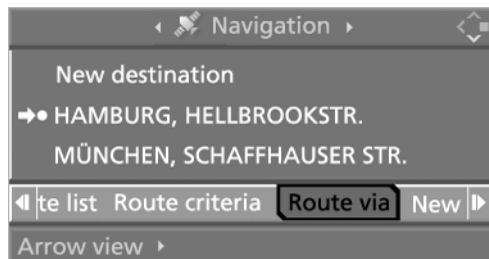 Navigation
New destination
HAMBURG, HELLBROOKSTR.
MÜNCHEN, SCHAFFHAUSER STR.
te list Route criteria Route via New
Arrow view